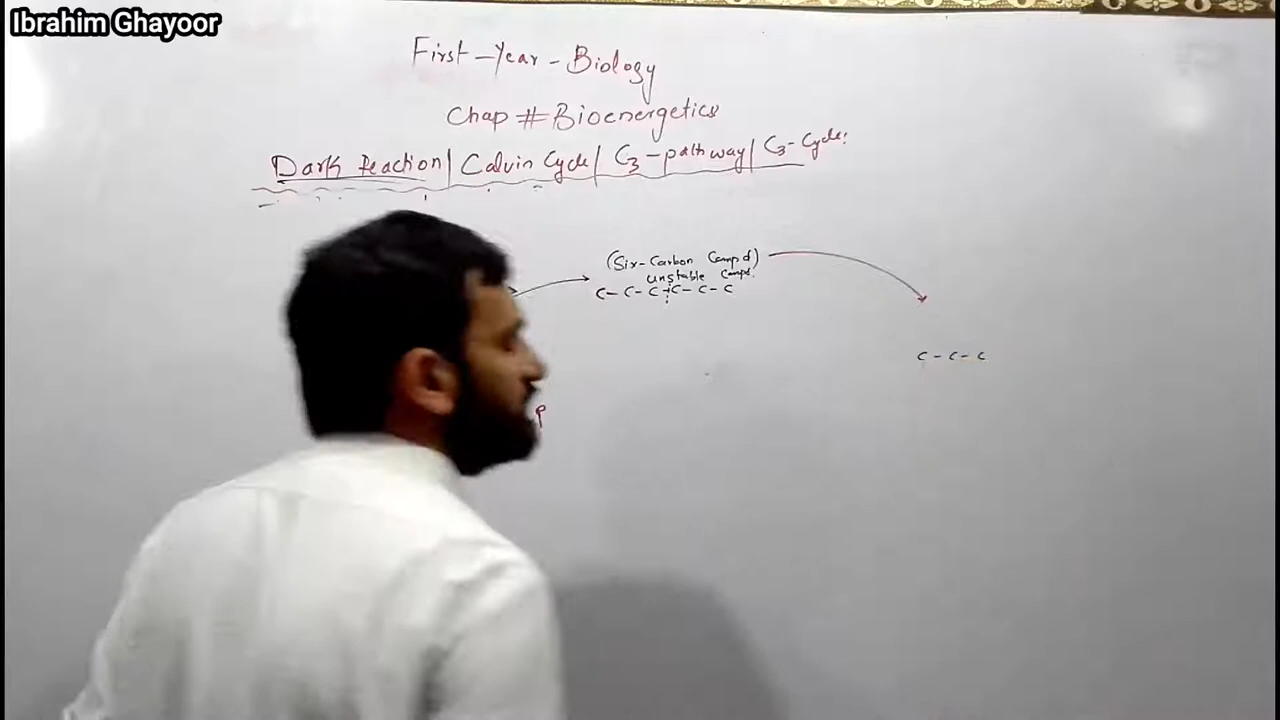 Ibrahim Ghayoor
First-Year-Biology
Chap # Bioenergetics
Dark Reaction / Calvin Cycle / C3-pathway / C3-Cycle:
(Six-Carbon Compd)
unstable Compd.
C-C-C+C-C-C
C-C-C